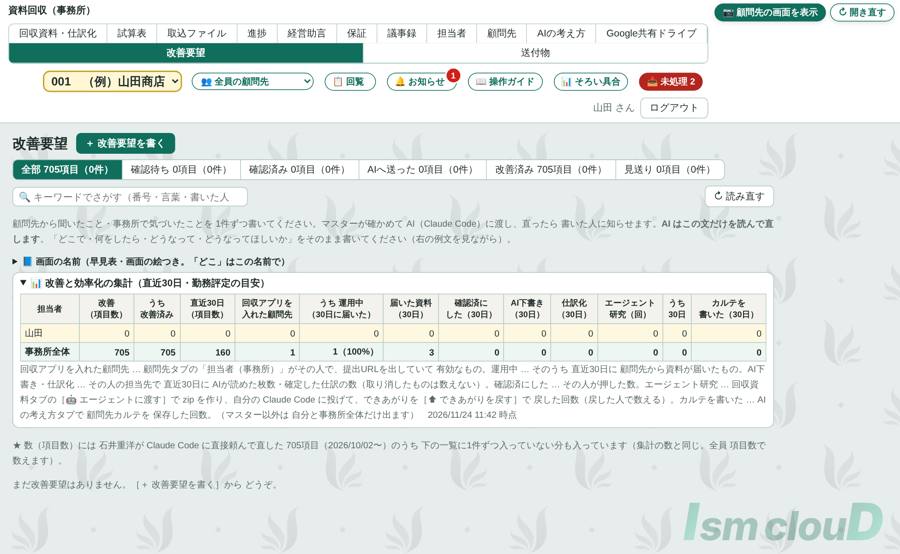 資料回収（事務所）
📷 顧問先の画面を表示
↻ 開き直す
回収資料・仕訳化 試算表 取込ファイル 進捗 経営助言 保証 議事録 担当者 顧問先 AIの考え方 Google共有ドライブ
改善要望 送付物
001 （例）山田商店
👥 全員の顧問先
📋 回覧
🔔 お知らせ 1
📖 操作ガイド
📊 そろい具合
📥 未処理 2
山田 さん ログアウト
改善要望 ＋ 改善要望を書く
全部 705項目（0件） 確認待ち 0項目（0件） 確認済み 0項目（0件） AIへ送った 0項目（0件） 改善済み 705項目（0件） 見送り 0項目（0件）
🔍 キーワードでさがす（番号・言葉・書いた人
↻ 読み直す
顧問先から聞いたこと・事務所で気づいたことを 1件ずつ書いてください。マスターが確かめて AI（Claude Code）に渡し、直ったら 書いた人に知らせます。AI はこの文だけを読んで直
します。「どこで・何をしたら・どうなって・どうなってほしいか」をそのまま書いてください（右の例文を見ながら）。
▶ 📘 画面の名前（早見表・画面の絵つき。「どこ」はこの名前で）
▼ 📊 改善と効率化の集計（直近30日・勤務評定の目安）
担当者 改善（項目数） うち改善済み 直近30日（項目数） 回収アプリを入れた顧問先 うち 運用中（30日に届いた） 届いた資料（30日） 確認済にした（30日） AI下書き（30日） 仕訳化（30日） エージェント研究（回） うち30日 カルテを書いた（30日）
山田 0 0 0 0 0 0 0 0 0 0 0 0
事務所全体 705 705 160 1 1（100%） 3 0 0 0 0 0 0
回収アプリを入れた顧問先 … 顧問先タブの「担当者（事務所）」がその人で、提出URLを出していて 有効なもの。運用中 … そのうち 直近30日に 顧問先から資料が届いたもの。AI下
書き・仕訳化 … その人の担当先で 直近30日に AIが読めた枚数・確定した仕訳の数（取り消したものは数えない）。確認済にした … その人が押した数。エージェント研究 … 回収資
料タブの［🤖 エージェントに渡す］で zip を作り、自分の Claude Code に投げて、できあがりを［⬆ できあがりを戻す］で 戻した回数（戻した人で数える）。カルテを書いた … AI
の考え方タブで 顧問先カルテを 保存した回数。（マスター以外は 自分と事務所全体だけ出ます） 2026/11/24 11:42 時点
★ 数（項目数）には 石井重洋が Claude Code に直接頼んで直した 705項目（2026/10/02〜）のうち 下の一覧に1件ずつ入っていない分も入っています（集計の数と同じ。全員 項目数で
数えます）。
まだ改善要望はありません。［＋ 改善要望を書く］から どうぞ。
Ism clouD